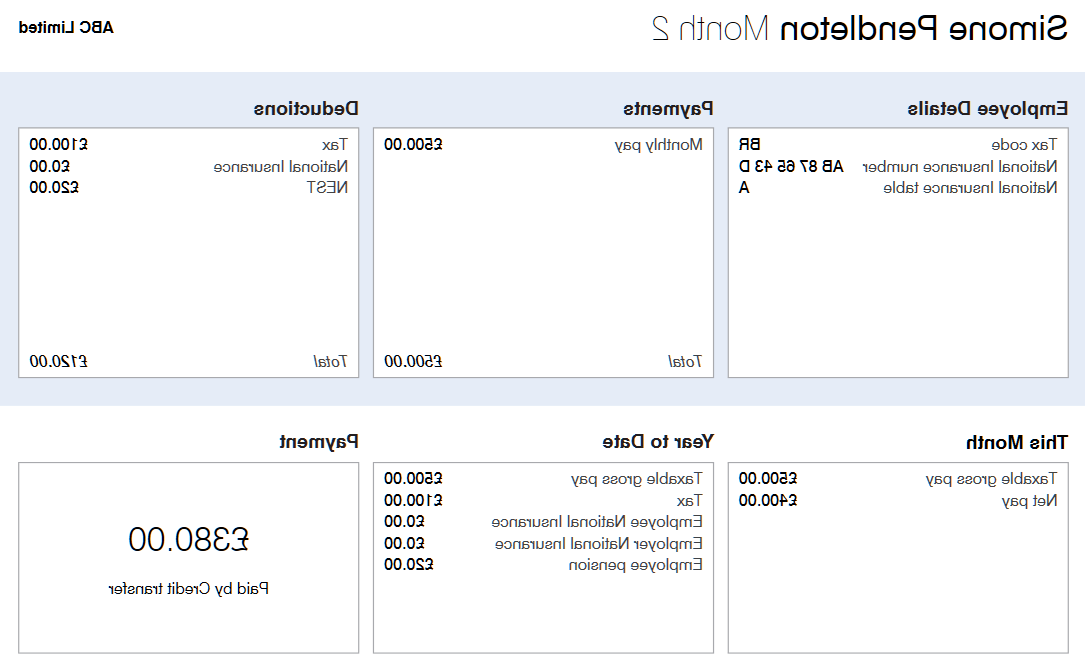 Simone Pendleton Month 2
ABC Limited
Employee Details
Tax code BR
National Insurance number AB 87 65 43 D
National Insurance table A
Payments
Monthly pay £500.00
Total £500.00
Deductions
Tax £100.00
National Insurance £0.00
NEST £20.00
Total £120.00
This Month
Taxable gross pay £500.00
Net pay £400.00
Year to Date
Taxable gross pay £500.00
Tax £100.00
Employee National Insurance £0.00
Employer National Insurance £0.00
Employee pension £20.00
Payment
£380.00
Paid by Credit transfer